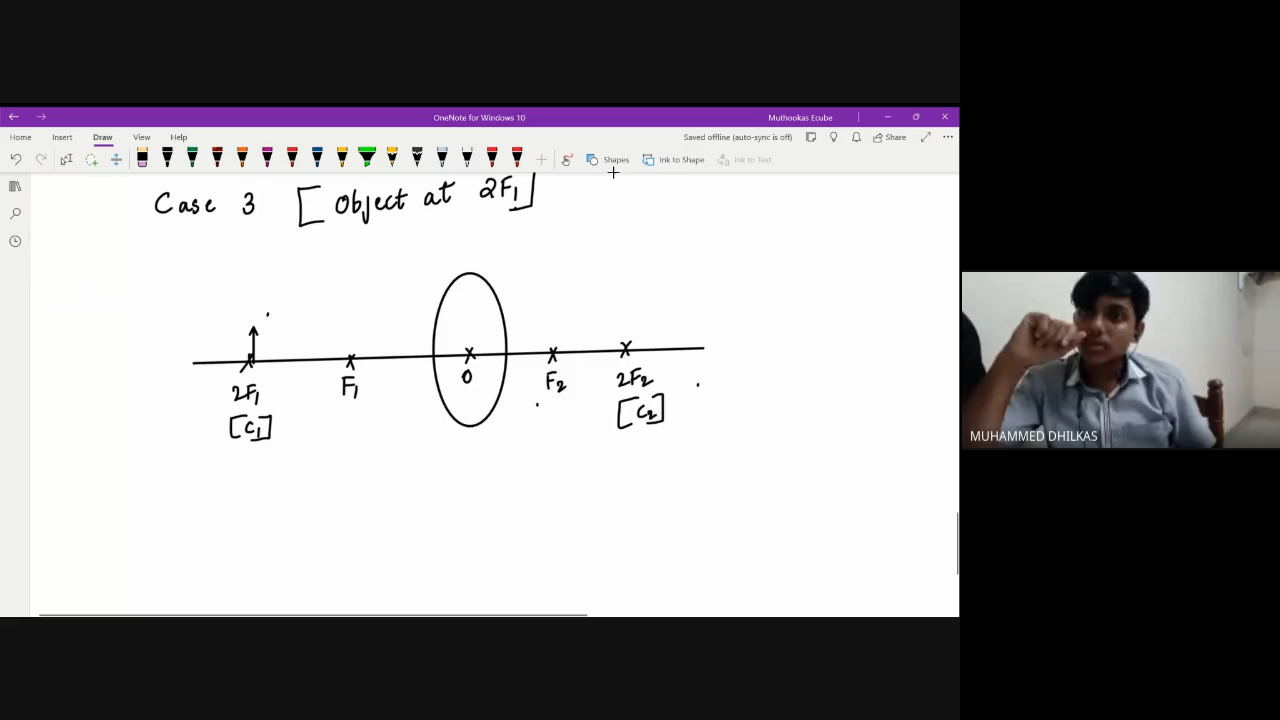 OneNote for Windows 10
Muthookas Ecube
Home Insert Draw View Help
Saved offline (auto-sync is off)
Share
Shapes
Ink to Shape
Ink to Text
Case 3 [Object at 2F1]
2F1 F1 O F2 2F2
[C1] [C2]
MUHAMMED DHILKAS